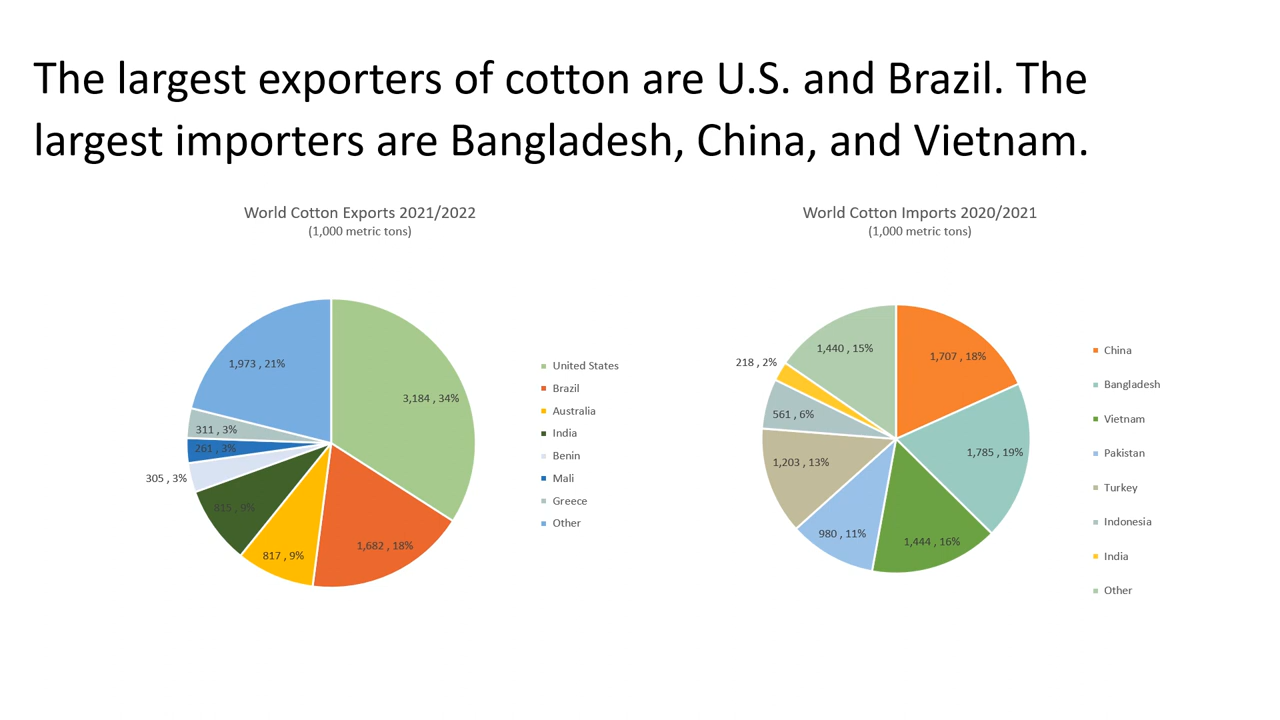 The largest exporters of cotton are U.S. and Brazil. The
largest importers are Bangladesh, China, and Vietnam.
World Cotton Exports 2021/2022
(1,000 metric tons)
3,184 , 34%
1,682 , 18%
817 , 9%
815 , 9%
305 , 3%
261 , 3%
311 , 3%
1,973 , 21%
United States
Brazil
Australia
India
Benin
Mali
Greece
Other
World Cotton Imports 2020/2021
(1,000 metric tons)
1,707 , 18%
1,785 , 19%
1,444 , 16%
980 , 11%
1,203 , 13%
561 , 6%
218 , 2%
1,440 , 15%
China
Bangladesh
Vietnam
Pakistan
Turkey
Indonesia
India
Other